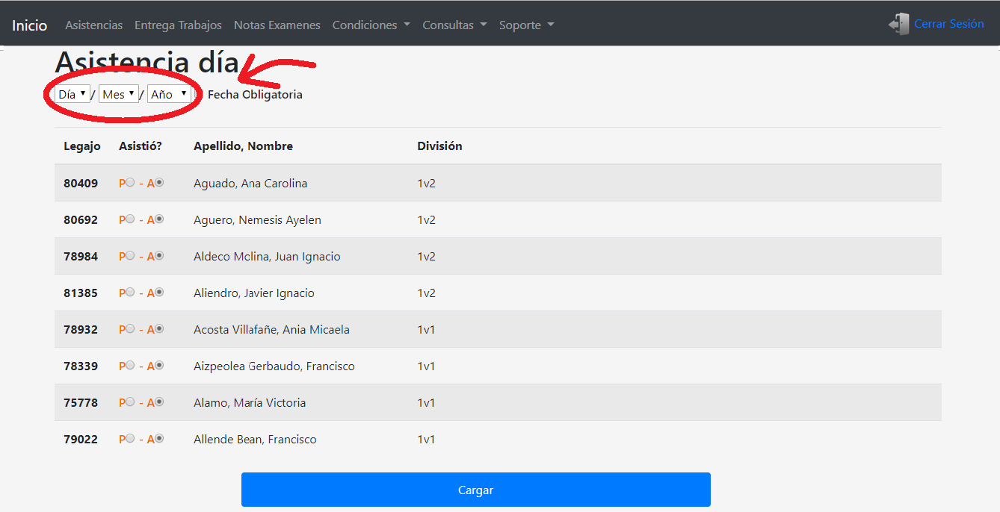 Inicio Asistencias Entrega Trabajos Notas Examenes Condiciones Consultas Soporte Cerrar Sesión
Asistencia día
Día / Mes / Año Fecha Obligatoria
Legajo Asistió? Apellido, Nombre División
80409 P - A Aguado, Ana Carolina 1v2
80692 P - A Aguero, Nemesis Ayelen 1v2
78984 P - A Aldeco Molina, Juan Ignacio 1v2
81385 P - A Aliendro, Javier Ignacio 1v2
78932 P - A Acosta Villafañe, Ania Micaela 1v1
78339 P - A Aizpeolea Gerbaudo, Francisco 1v1
75778 P - A Alamo, María Victoria 1v1
79022 P - A Allende Bean, Francisco 1v1
Cargar